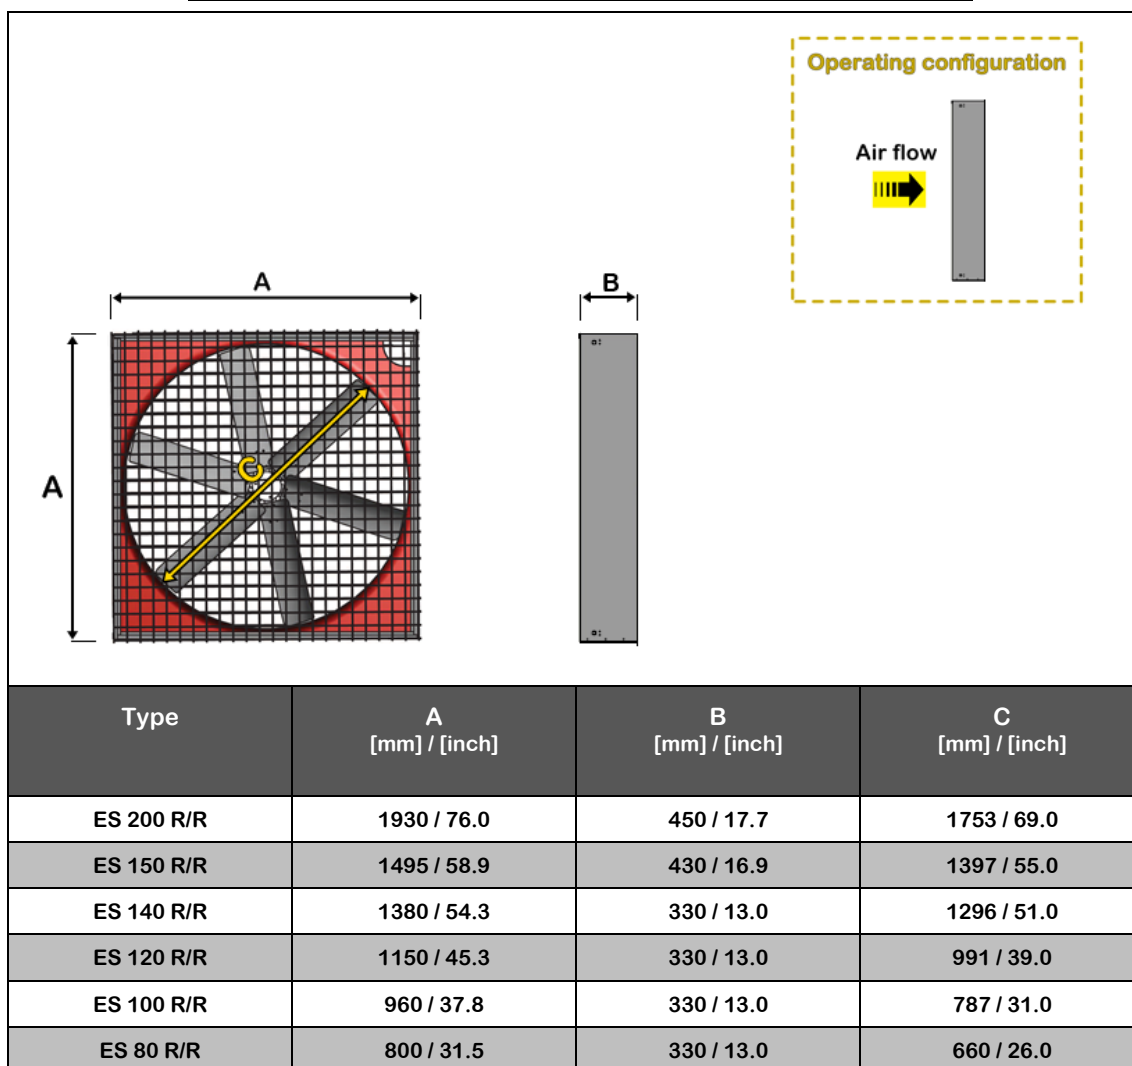 Operating configuration
Air flow
A
B
A
C
Type
A
[mm] / [inch]
B
[mm] / [inch]
C
[mm] / [inch]
ES 200 R/R 1930 / 76.0 450 / 17.7 1753 / 69.0
ES 150 R/R 1495 / 58.9 430 / 16.9 1397 / 55.0
ES 140 R/R 1380 / 54.3 330 / 13.0 1296 / 51.0
ES 120 R/R 1150 / 45.3 330 / 13.0 991 / 39.0
ES 100 R/R 960 / 37.8 330 / 13.0 787 / 31.0
ES 80 R/R 800 / 31.5 330 / 13.0 660 / 26.0